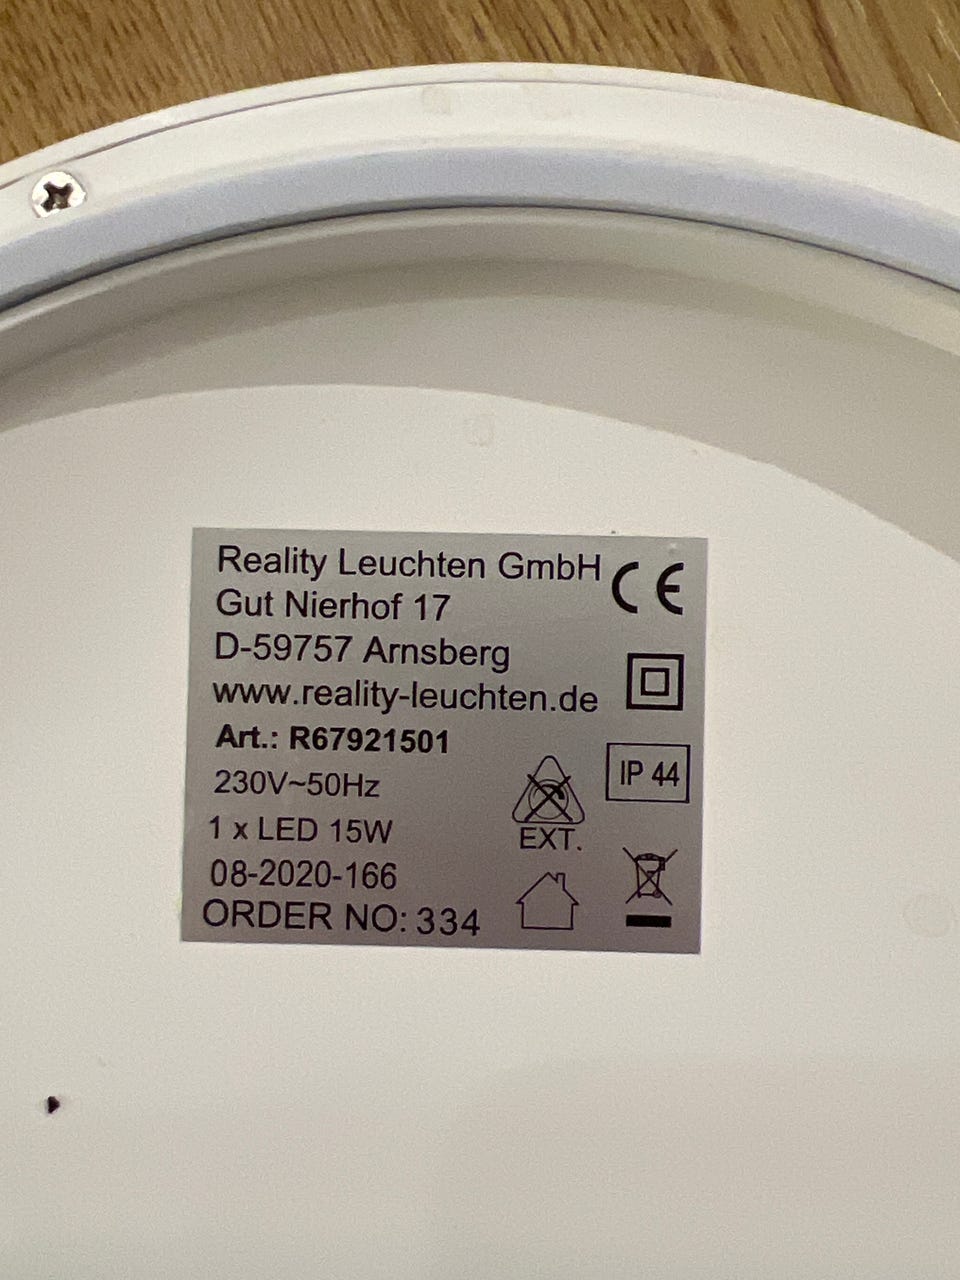 Reality Leuchten GmbH CE
Gut Nierhof 17
D-59757 Arnsberg
www.reality-leuchten.de
Art.: R67921501
230V~50Hz
IP 44
1 x LED 15W
EXT.
08-2020-166
ORDER NO: 334